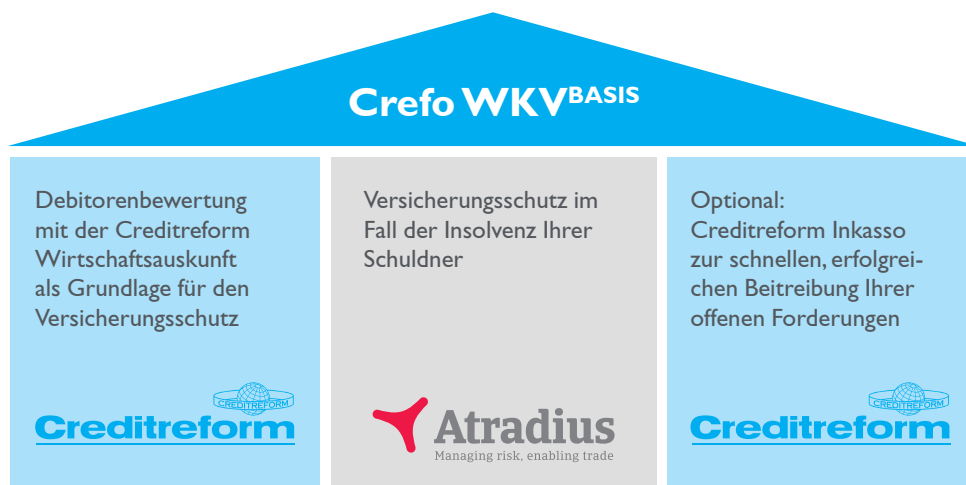 Crefo WKV BASIS
Debitorenbewertung
mit der Creditreform
Wirtschaftsauskunft
als Grundlage für den
Versicherungsschutz
CREDITREFORM
Creditreform
Versicherungsschutz im
Fall der Insolvenz Ihrer
Schuldner
Atradius
Managing risk, enabling trade
Optional:
Creditreform Inkasso
zur schnellen, erfolgrei-
chen Beitreibung Ihrer
offenen Forderungen
CREDITREFORM
Creditreform